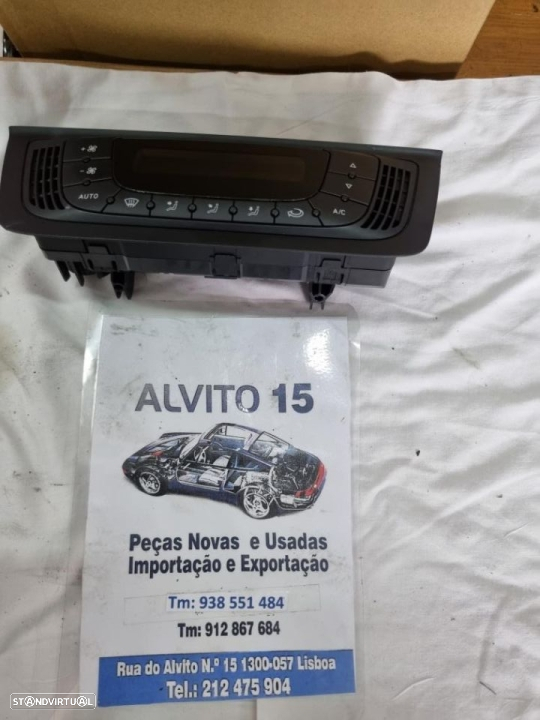 AUTO
A/C
ALVITO 15
Peças Novas e Usadas
Importação e Exportação
Tm: 938 551 484
Tm: 912 867 684
Rua do Alvito N.º 15 1300-057 Lisboa
Tel.: 212 475 904
STANDVIRTUAL